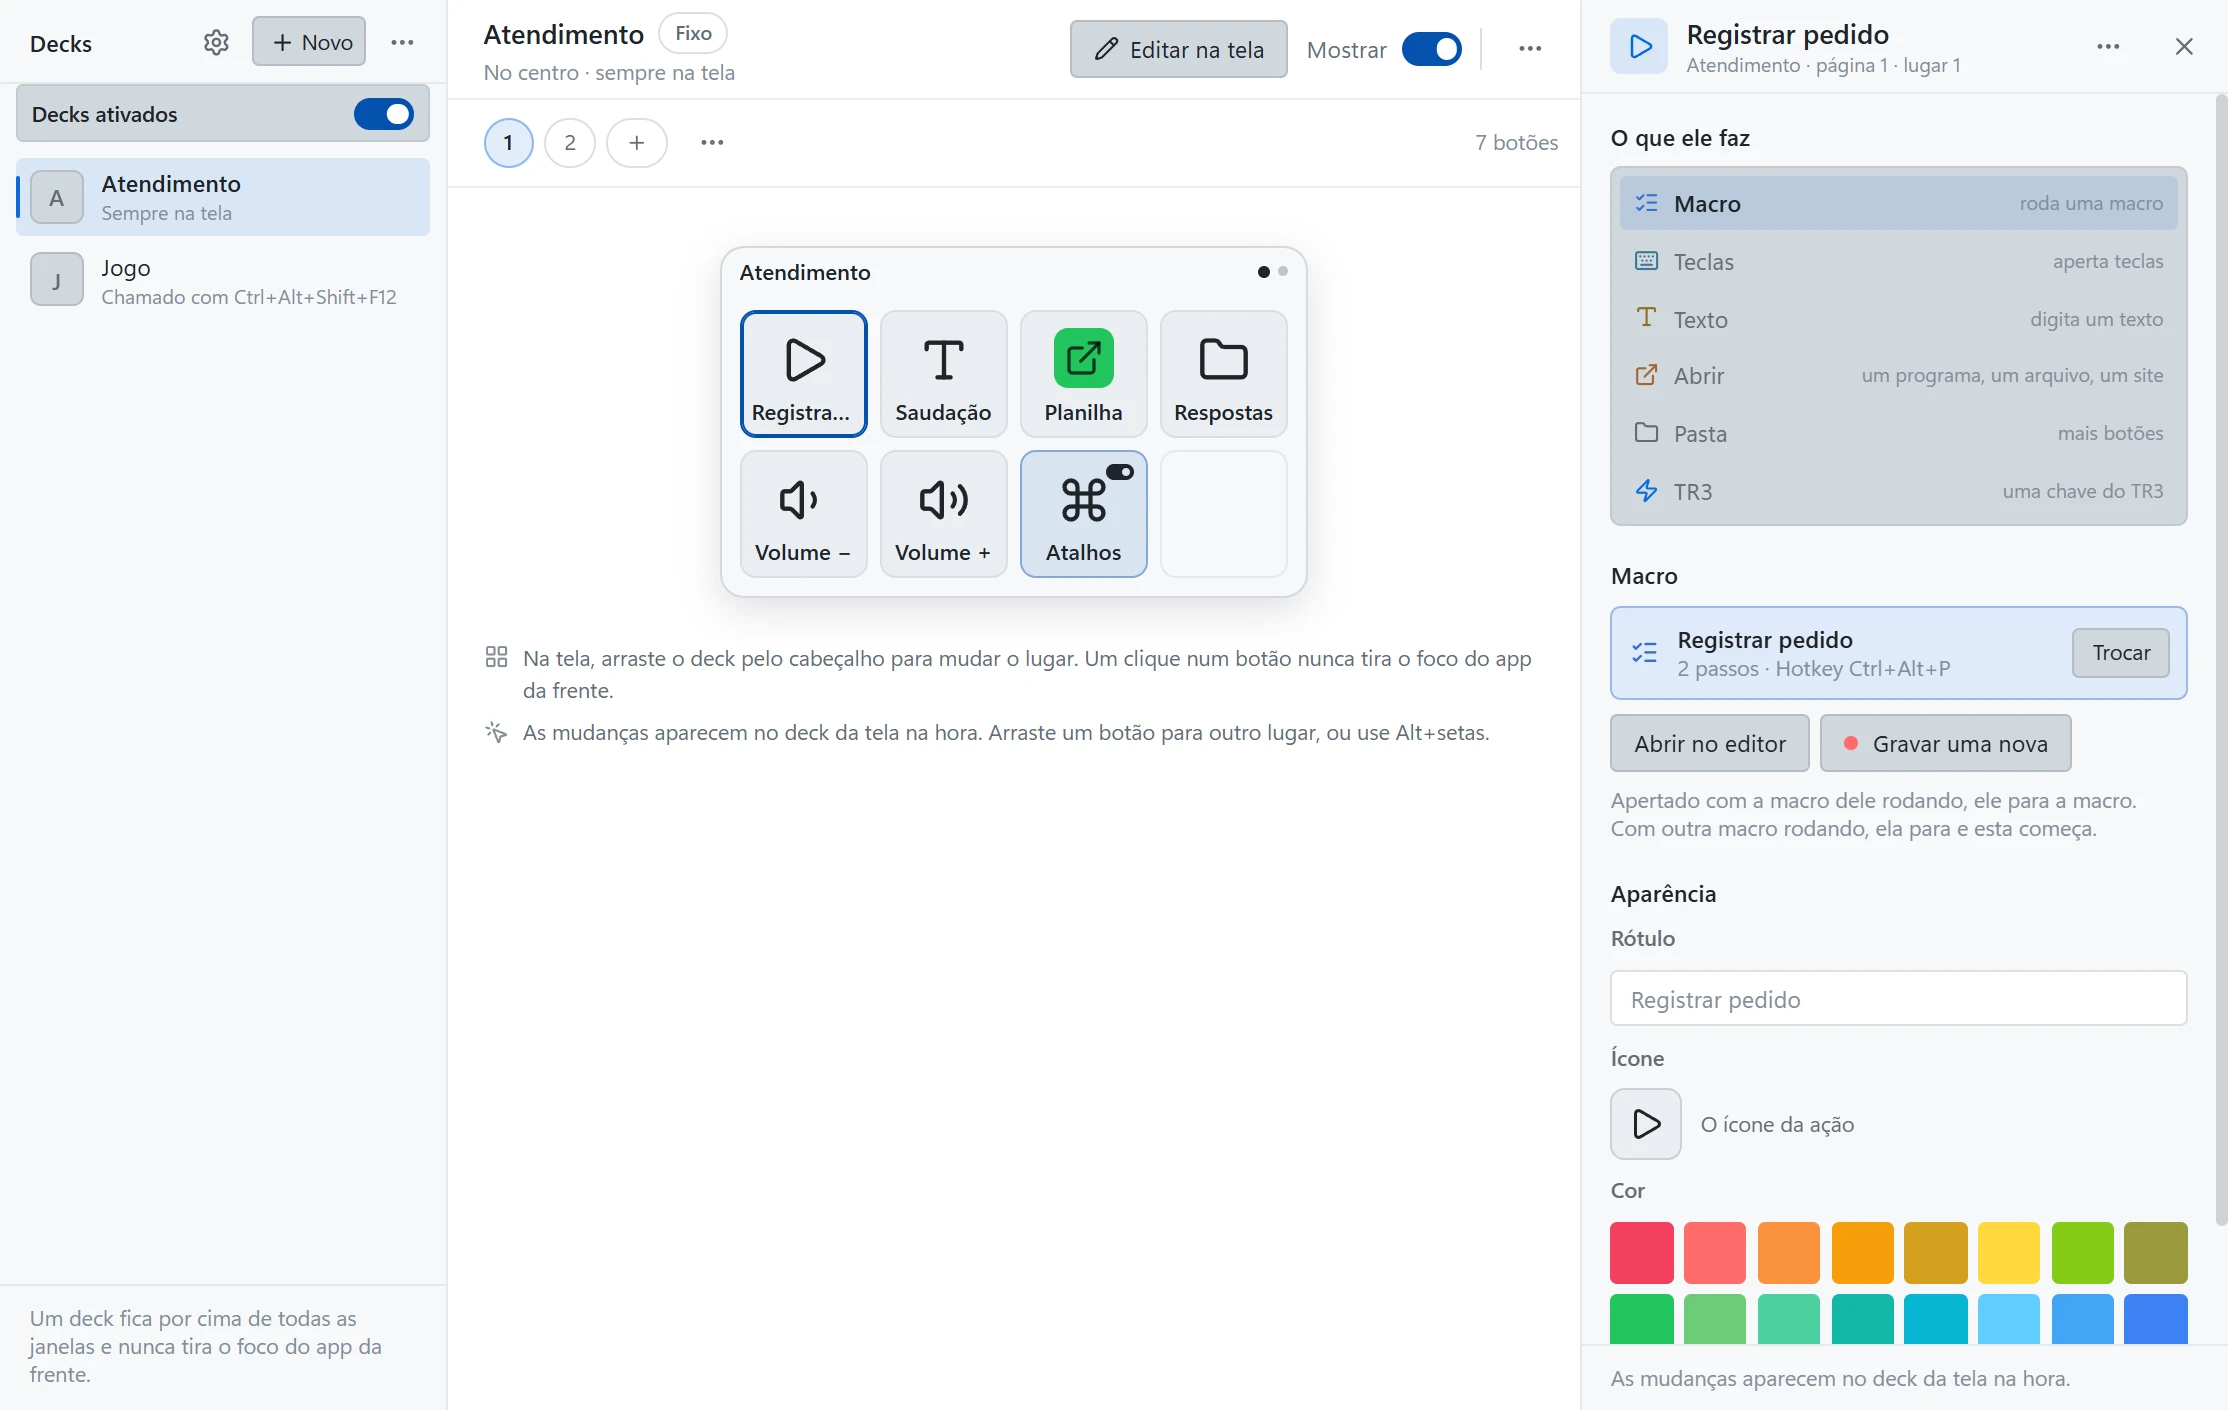 Decks
Novo
Decks ativados
A
Atendimento
Sempre na tela
J
Jogo
Chamado com Ctrl+Alt+Shift+F12
Um deck fica por cima de todas as
janelas e nunca tira o foco do app da
frente.
Atendimento
Fixo
No centro · sempre na tela
Editar na tela
Mostrar
1
2
7 botões
Atendimento
Registra...
Saudação
Planilha
Respostas
Volume −
Volume +
Atalhos
Na tela, arraste o deck pelo cabeçalho para mudar o lugar. Um clique num botão nunca tira o foco do app
da frente.
As mudanças aparecem no deck da tela na hora. Arraste um botão para outro lugar, ou use Alt+setas.
Registrar pedido
Atendimento · página 1 · lugar 1
O que ele faz
Macro roda uma macro
Teclas aperta teclas
Texto digita um texto
Abrir um programa, um arquivo, um site
Pasta mais botões
TR3 uma chave do TR3
Macro
Registrar pedido
2 passos · Hotkey Ctrl+Alt+P
Trocar
Abrir no editor
Gravar uma nova
Apertado com a macro dele rodando, ele para a macro.
Com outra macro rodando, ela para e esta começa.
Aparência
Rótulo
Registrar pedido
Ícone
O ícone da ação
Cor
As mudanças aparecem no deck da tela na hora.